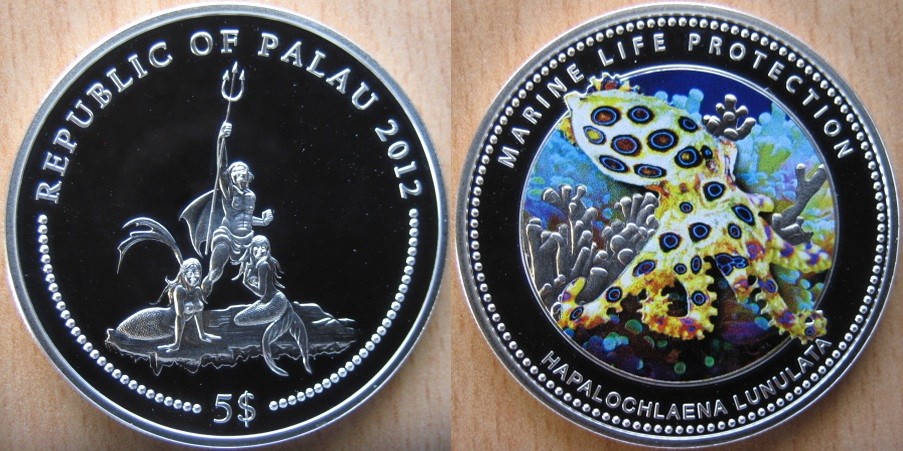 REPUBLIC OF PALAU 2012
5$
MARINE LIFE PROTECTION
HAPALOCHLAENA LUNULATA